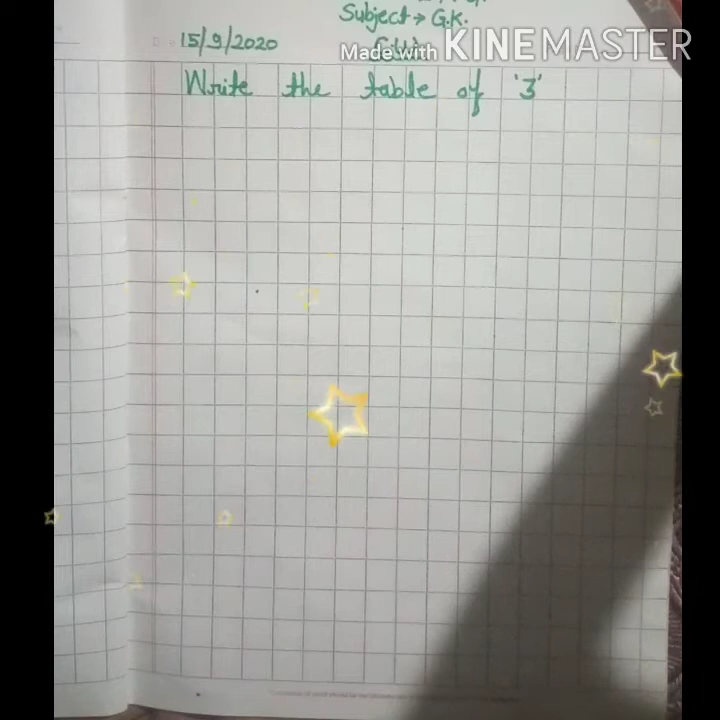 Subject → G.K.
15/9/2020
Made with KINEMASTER
Write the table of '3'